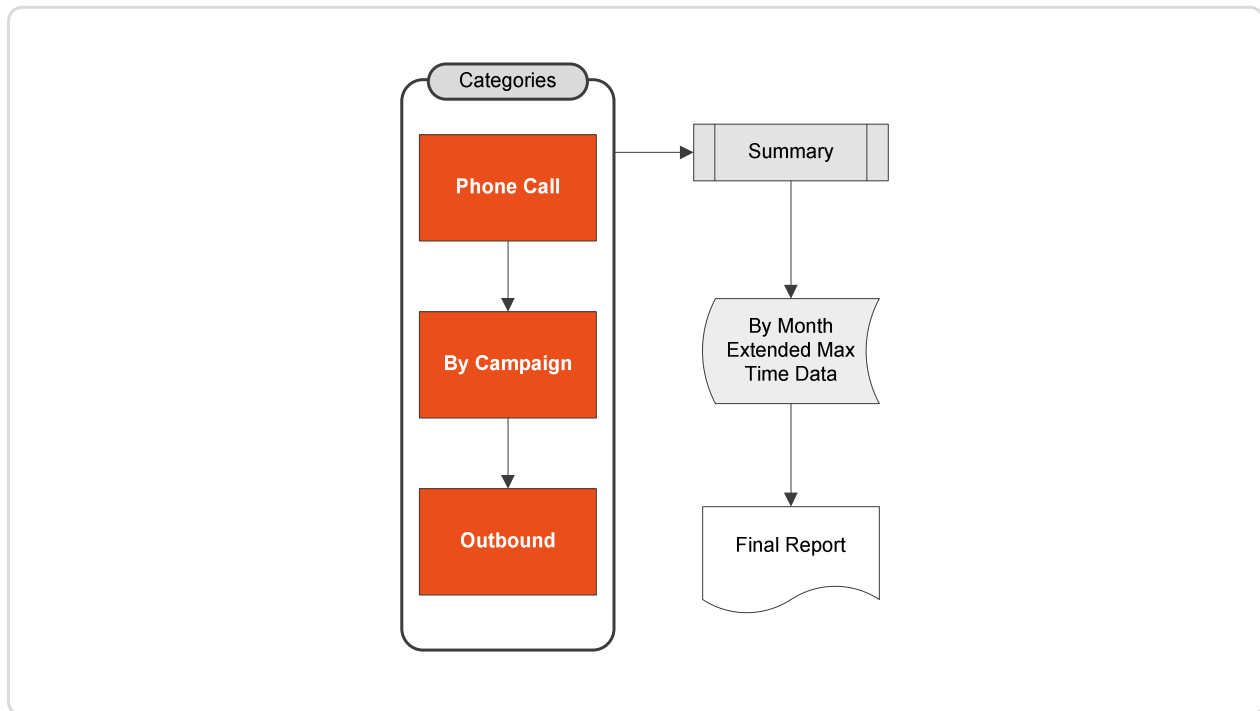 Categories
Phone Call
By Campaign
Outbound
Summary
By Month
Extended Max
Time Data
Final Report